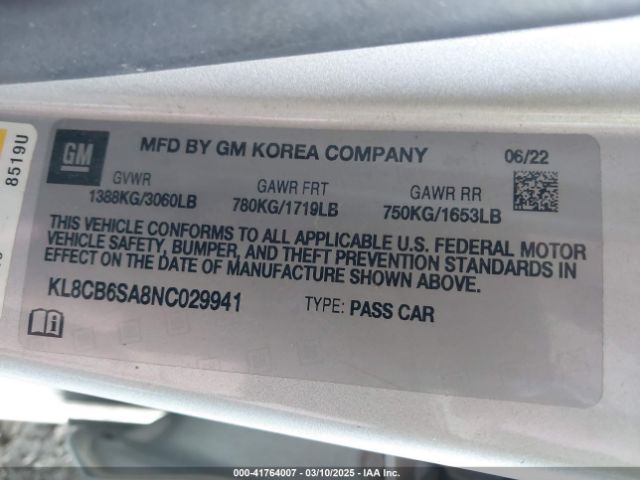 8519U
GM
MFD BY GM KOREA COMPANY 06/22
GVWR GAWR FRT GAWR RR
1388KG/3060LB 780KG/1719LB 750KG/1653LB
THIS VEHICLE CONFORMS TO ALL APPLICABLE U.S. FEDERAL MOTOR
VEHICLE SAFETY, BUMPER, AND THEFT PREVENTION STANDARDS IN
EFFECT ON THE DATE OF MANUFACTURE SHOWN ABOVE.
KL8CB6SA8NC029941 TYPE: PASS CAR
000-41764007 — 03/10/2025 — IAA Inc.